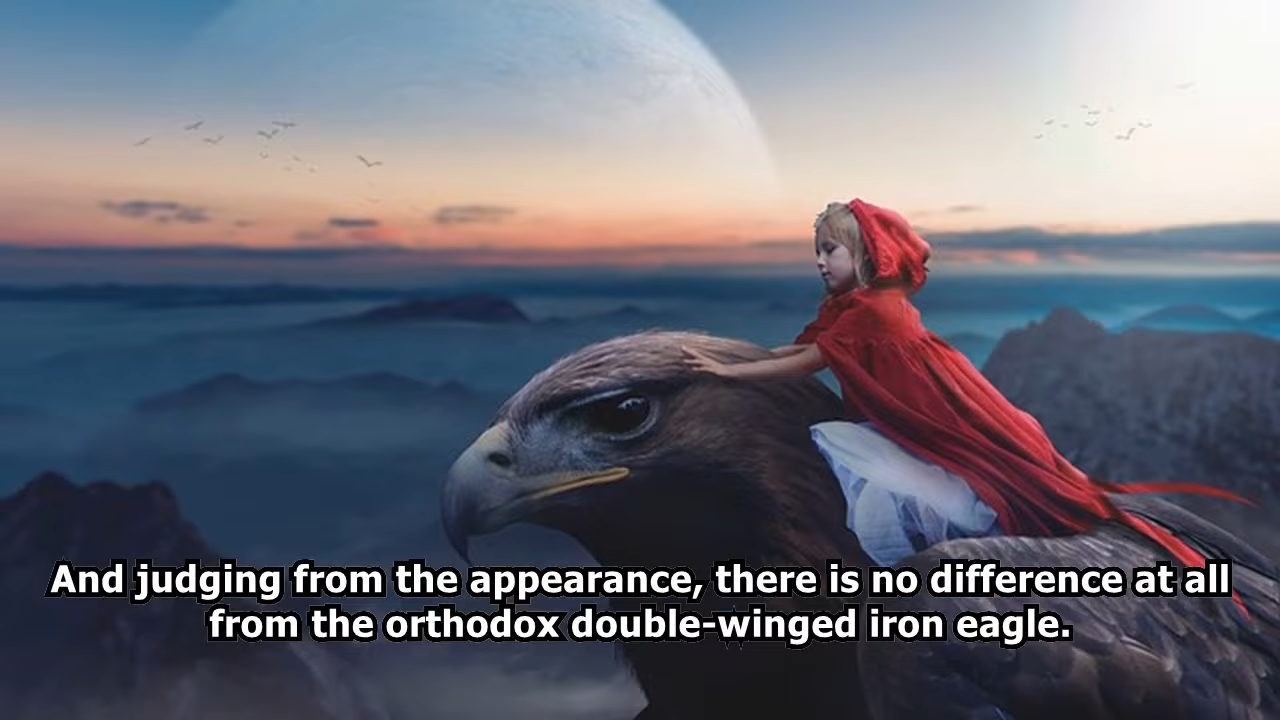 And judging from the appearance, there is no difference at all
from the orthodox double-winged iron eagle.